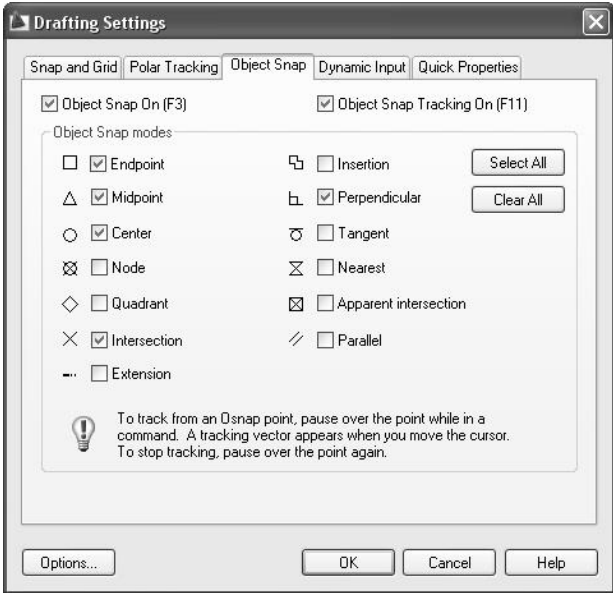 Drafting Settings
Snap and Grid Polar Tracking Object Snap Dynamic Input Quick Properties
Object Snap On (F3) Object Snap Tracking On (F11)
Object Snap modes
Endpoint Insertion Select All
Midpoint Perpendicular Clear All
Center Tangent
Node Nearest
Quadrant Apparent intersection
Intersection Parallel
Extension
To track from an Osnap point, pause over the point while in a
command. A tracking vector appears when you move the cursor.
To stop tracking, pause over the point again.
Options... OK Cancel Help